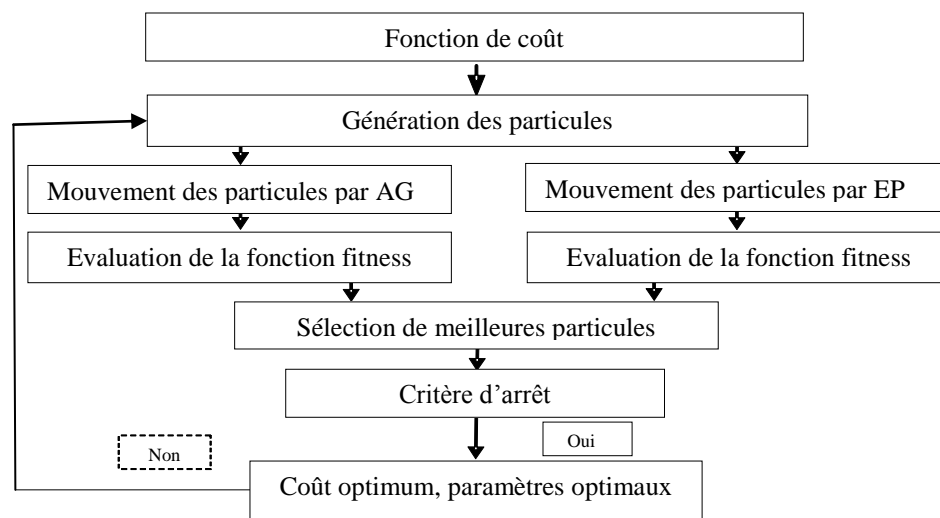 Fonction de coût
Génération des particules
Mouvement des particules par AG
Mouvement des particules par EP
Evaluation de la fonction fitness
Evaluation de la fonction fitness
Sélection de meilleures particules
Critère d’arrêt
Oui
Non
Coût optimum, paramètres optimaux